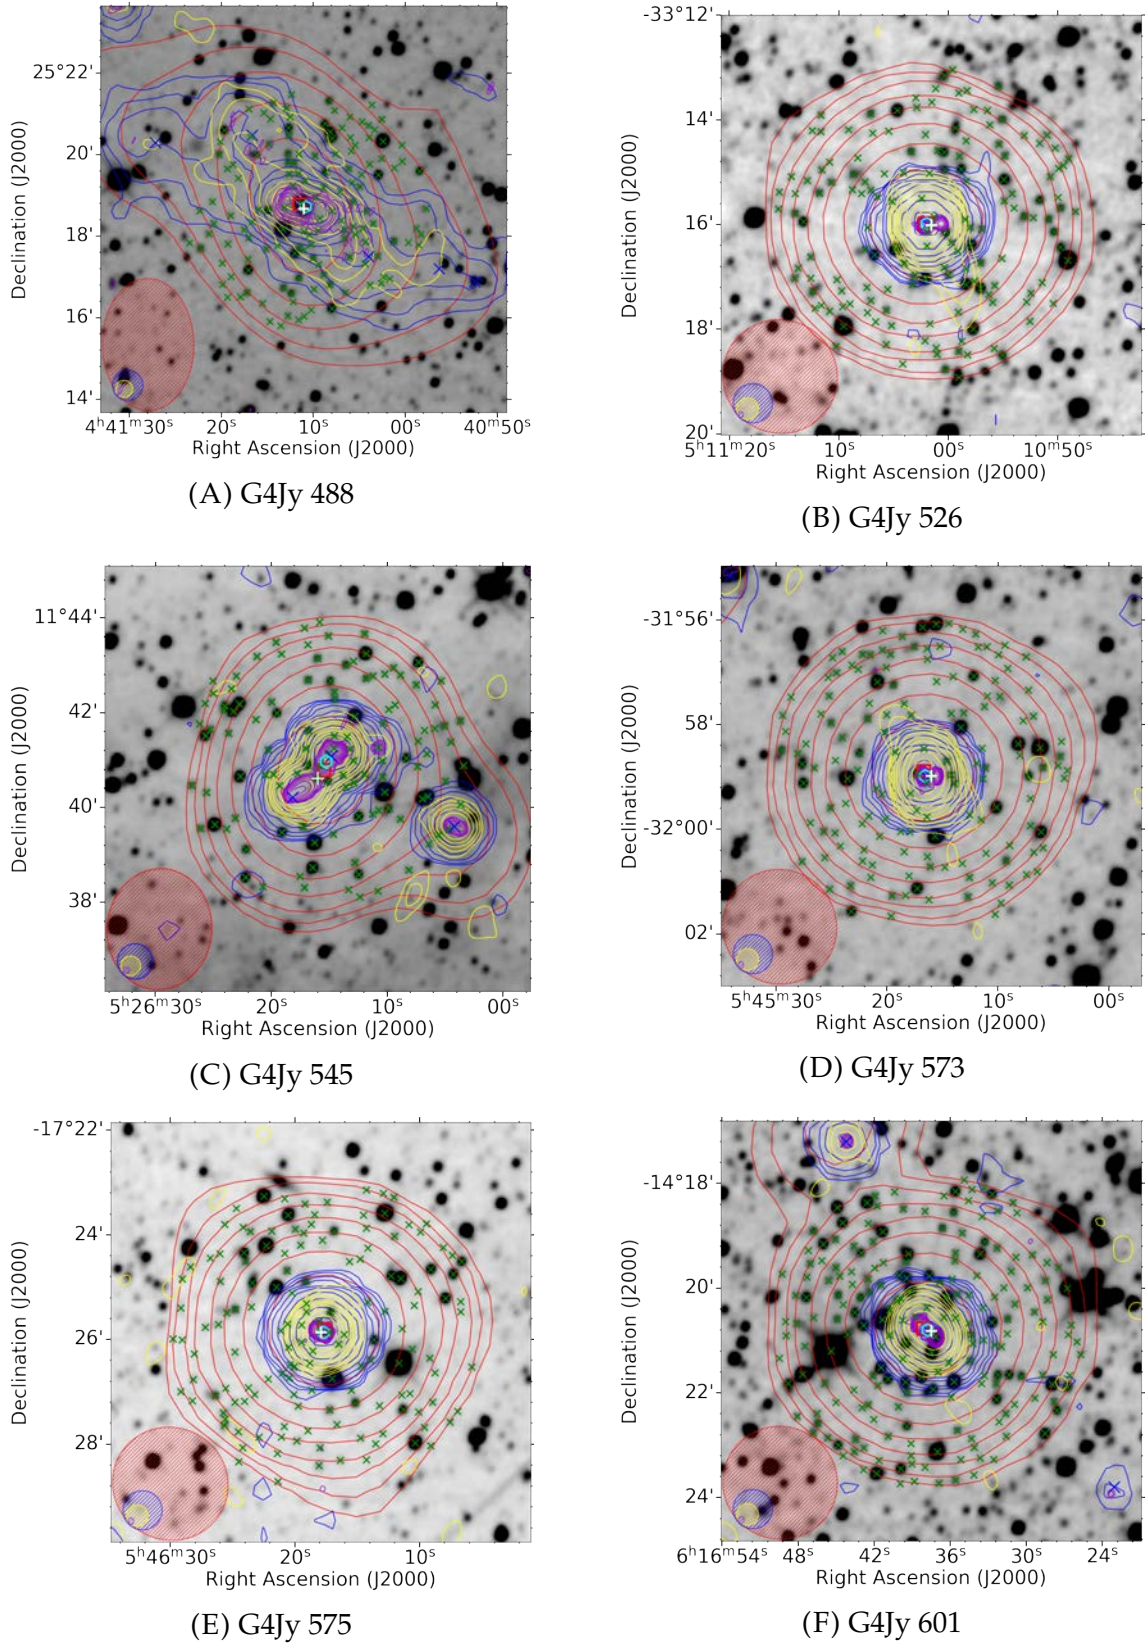 25°22'
20'
18'
16'
14'
Declination (J2000)
4ʰ41ᵐ30ˢ 20ˢ 10ˢ 00ˢ 40ᵐ50ˢ
Right Ascension (J2000)
(A) G4Jy 488
-33°12'
14'
16'
18'
20'
Declination (J2000)
5ʰ11ᵐ20ˢ 10ˢ 00ˢ 10ᵐ50ˢ
Right Ascension (J2000)
(B) G4Jy 526
11°44'
42'
40'
38'
Declination (J2000)
5ʰ26ᵐ30ˢ 20ˢ 10ˢ 00ˢ
Right Ascension (J2000)
(C) G4Jy 545
-31°56'
58'
-32°00'
02'
Declination (J2000)
5ʰ45ᵐ30ˢ 20ˢ 10ˢ 00ˢ
Right Ascension (J2000)
(D) G4Jy 573
-17°22'
24'
26'
28'
Declination (J2000)
5ʰ46ᵐ30ˢ 20ˢ 10ˢ
Right Ascension (J2000)
(E) G4Jy 575
-14°18'
20'
22'
24'
Declination (J2000)
6ʰ16ᵐ54ˢ 48ˢ 42ˢ 36ˢ 30ˢ 24ˢ
Right Ascension (J2000)
(F) G4Jy 601